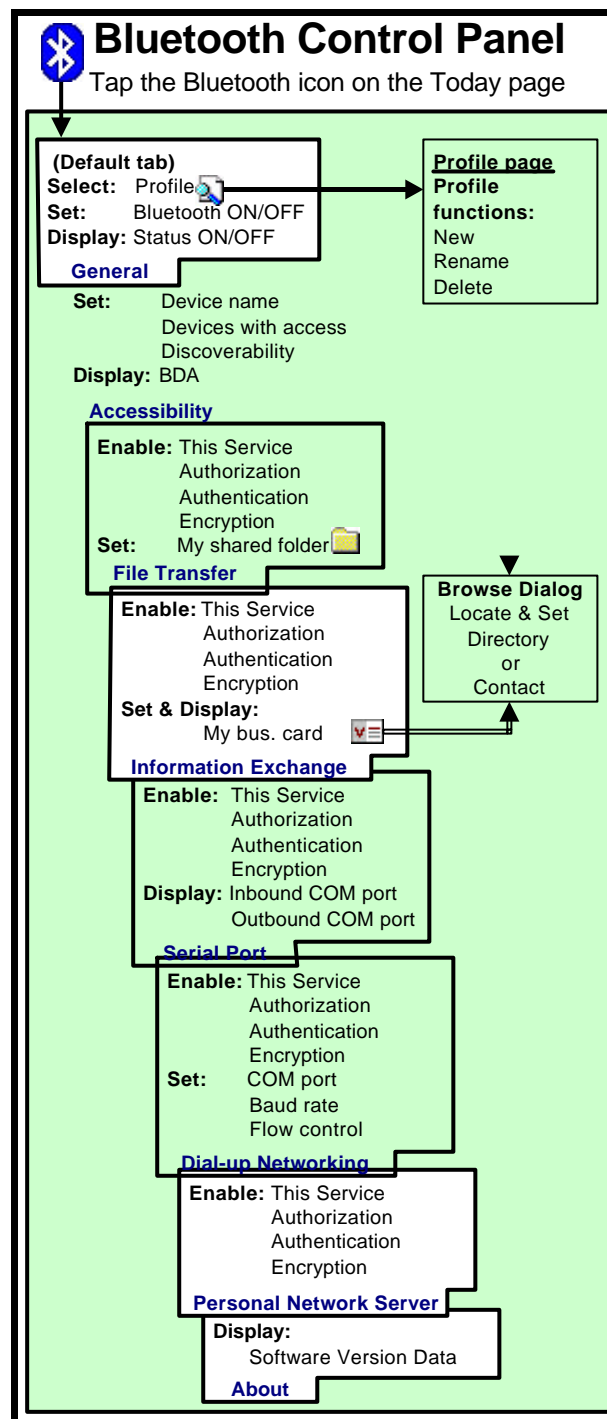 Bluetooth Control Panel
Tap the Bluetooth icon on the Today page
(Default tab)
Select: Profile
Set: Bluetooth ON/OFF
Display: Status ON/OFF
General
Profile page
Profile
functions:
New
Rename
Delete
Set: Device name
Devices with access
Discoverability
Display: BDA
Accessibility
Enable: This Service
Authorization
Authentication
Encryption
Set: My shared folder
File Transfer
Browse Dialog
Locate & Set
Directory
or
Contact
Enable: This Service
Authorization
Authentication
Encryption
Set & Display:
My bus. card
Information Exchange
Enable: This Service
Authorization
Authentication
Encryption
Display: Inbound COM port
Outbound COM port
Serial Port
Enable: This Service
Authorization
Authentication
Encryption
Set: COM port
Baud rate
Flow control
Dial-up Networking
Enable: This Service
Authorization
Authentication
Encryption
Personal Network Server
Display:
Software Version Data
About